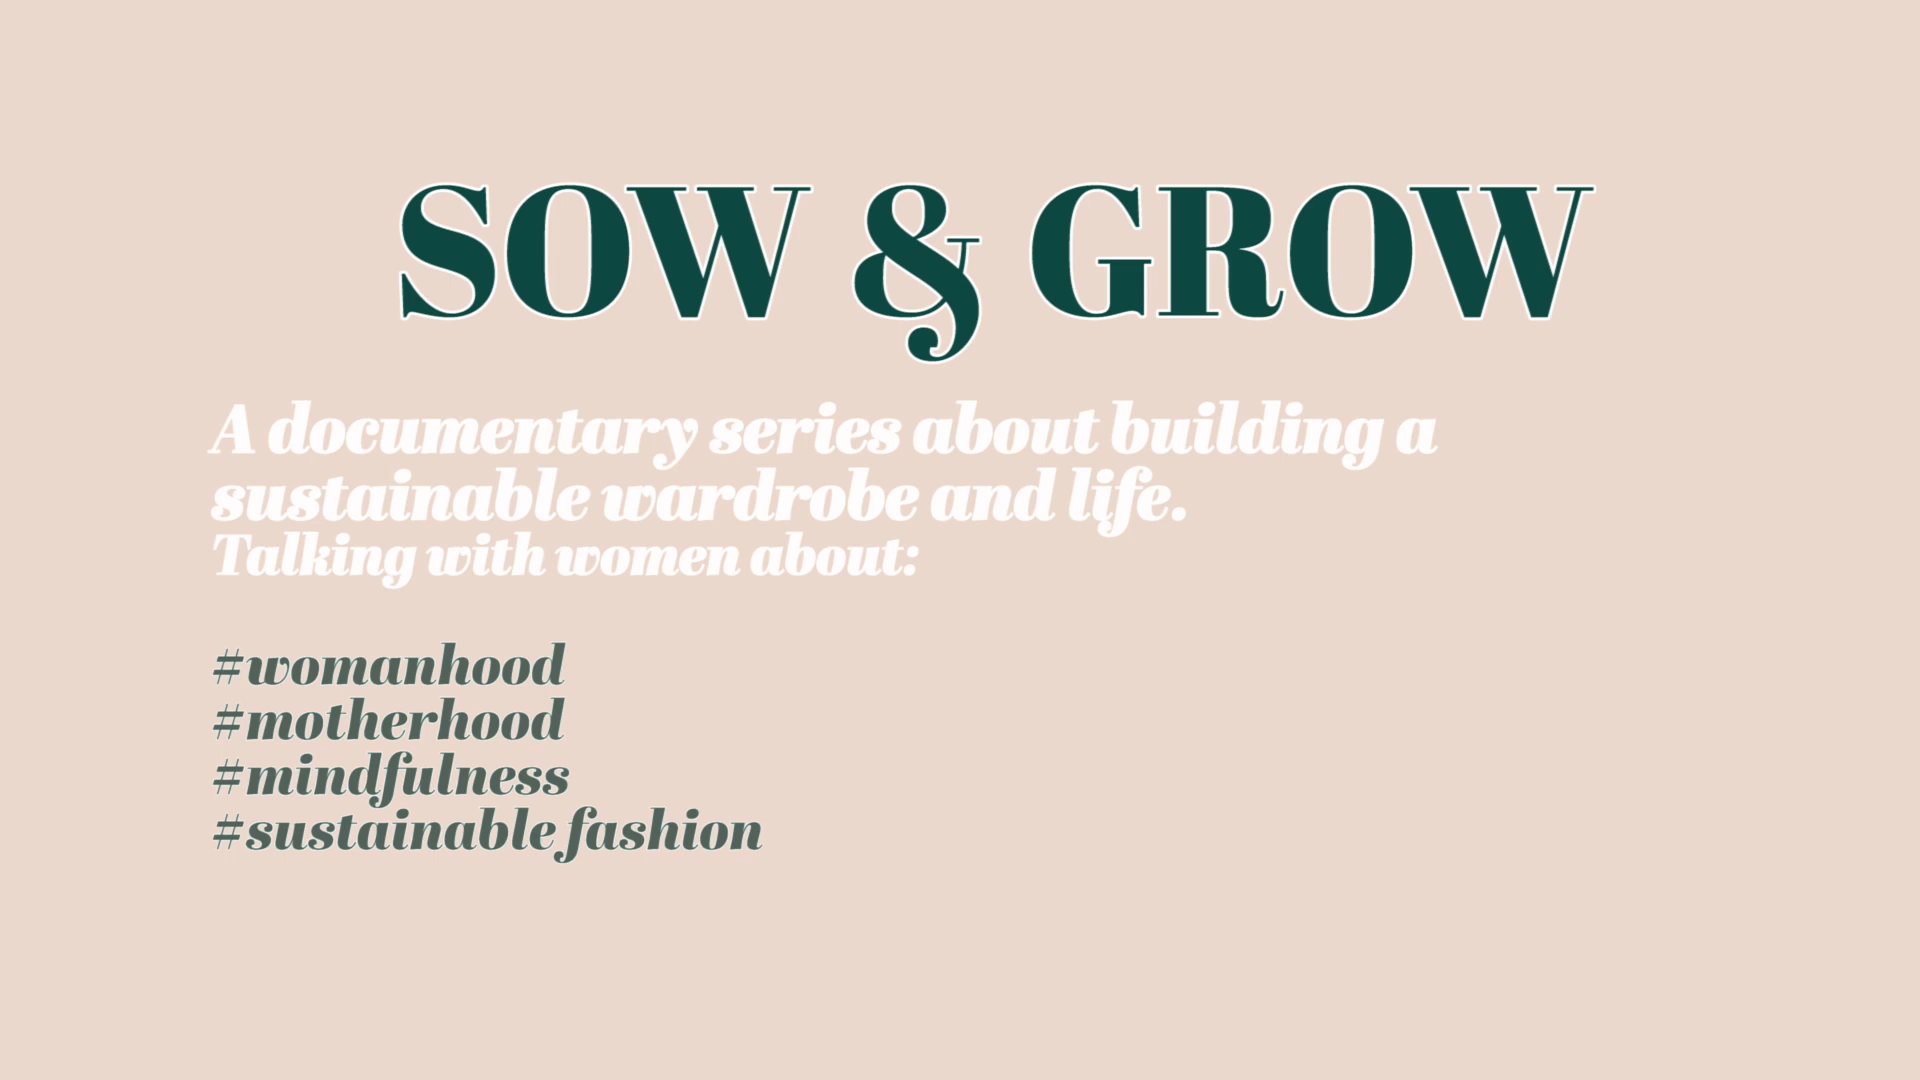 SOW & GROW
A documentary series about building a
sustainable wardrobe and life.
Talking with women about:
#womanhood
#motherhood
#mindfulness
#sustainable fashion